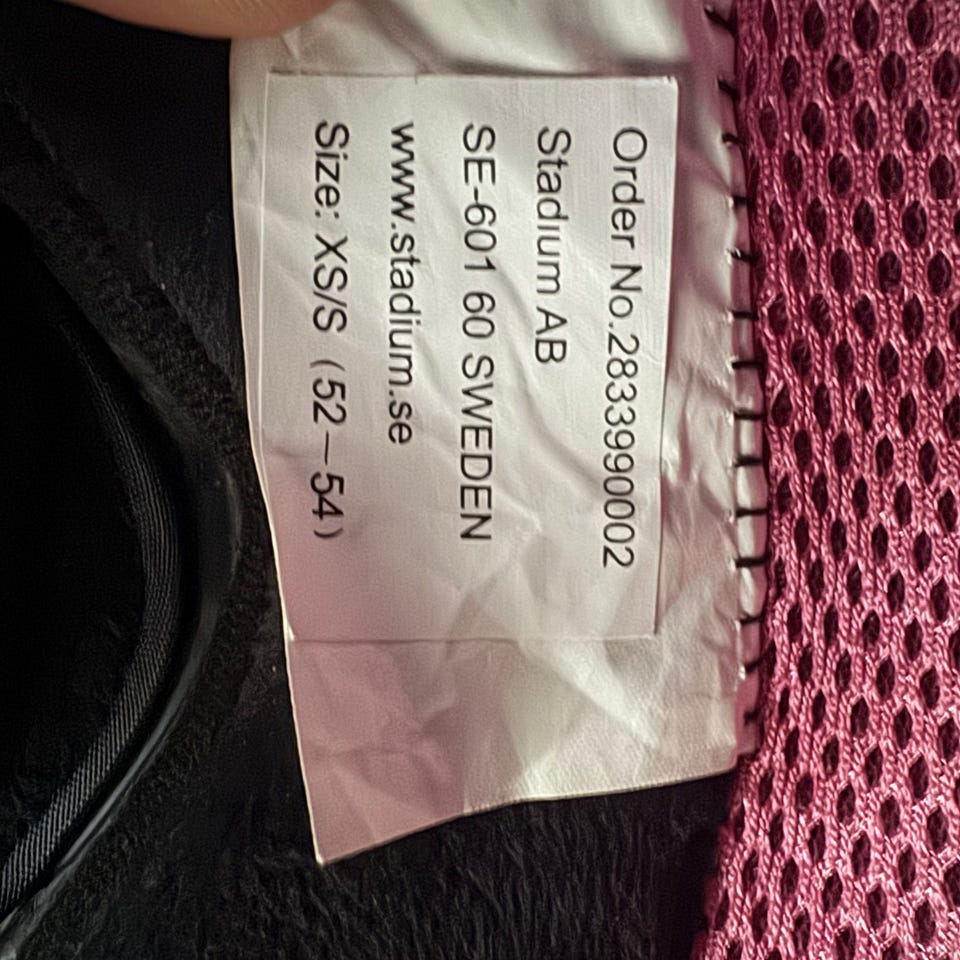 Order No.2833990002
Stadium AB
SE-601 60 SWEDEN
www.stadium.se
Size: XS/S (52-54)